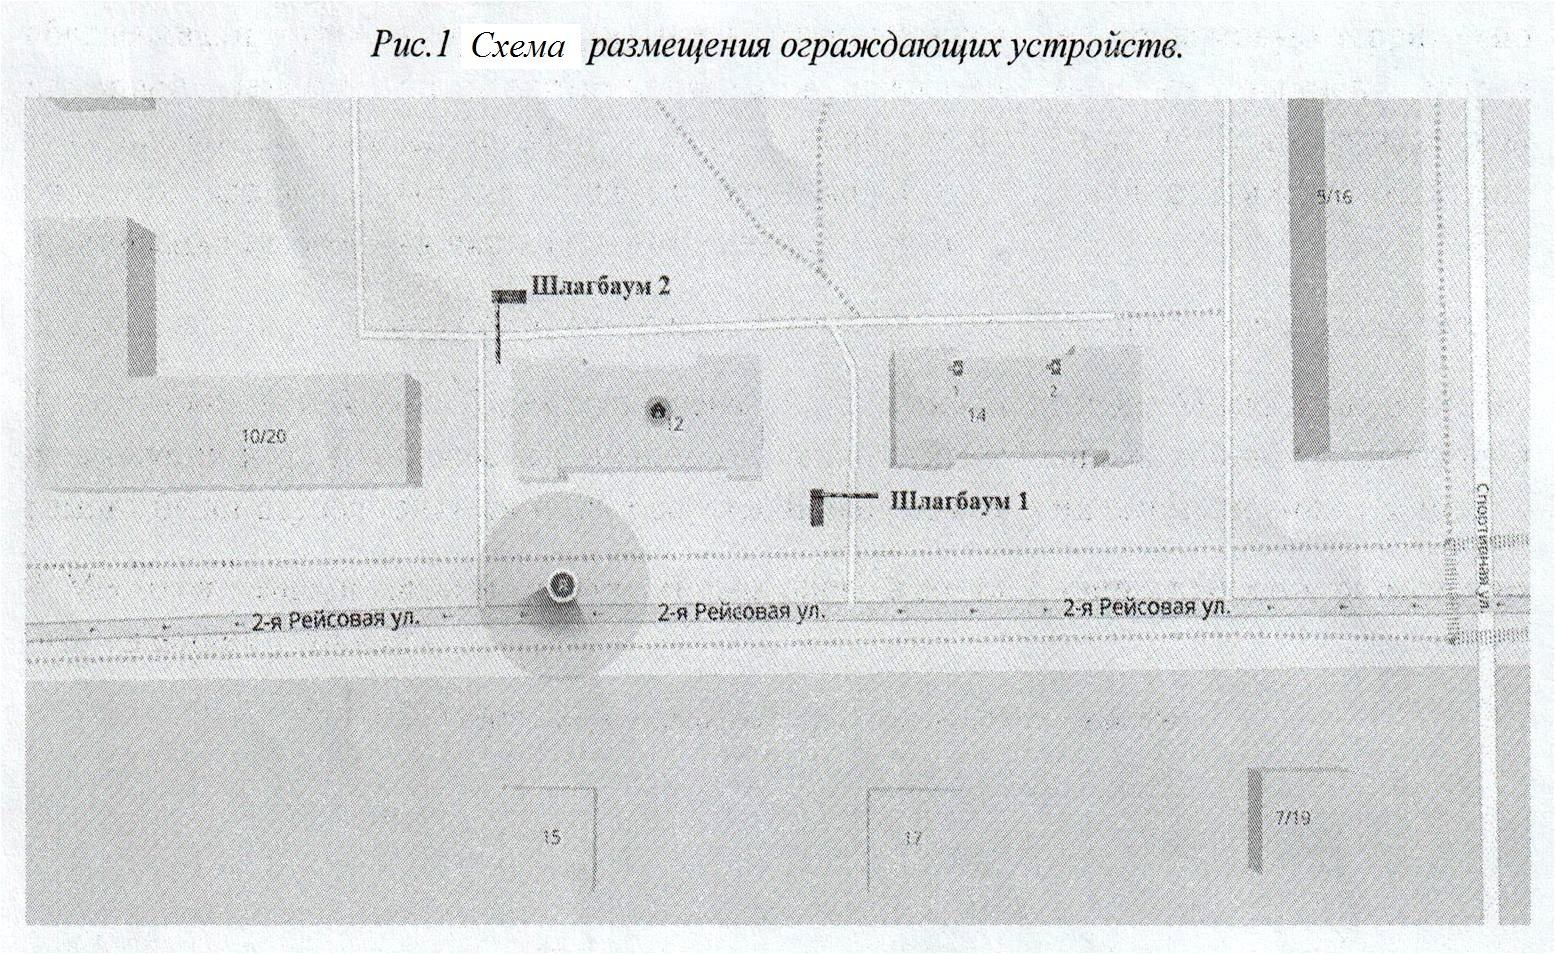 Рис.1 Схема размещения ограждающих устройств.
5/16
Шлагбаум 2
1
2
14
12
10/20
Шлагбаум 1
Спортивная ул.
2-я Рейсовая ул.
2-я Рейсовая ул.
2-я Рейсовая ул.
15
17
7/19